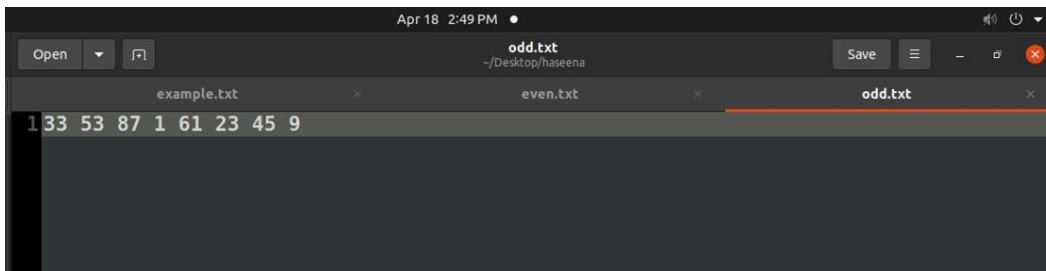 Apr 18 2:49 PM
Open
odd.txt
~/Desktop/haseena
Save
example.txt
even.txt
odd.txt
1 33 53 87 1 61 23 45 9